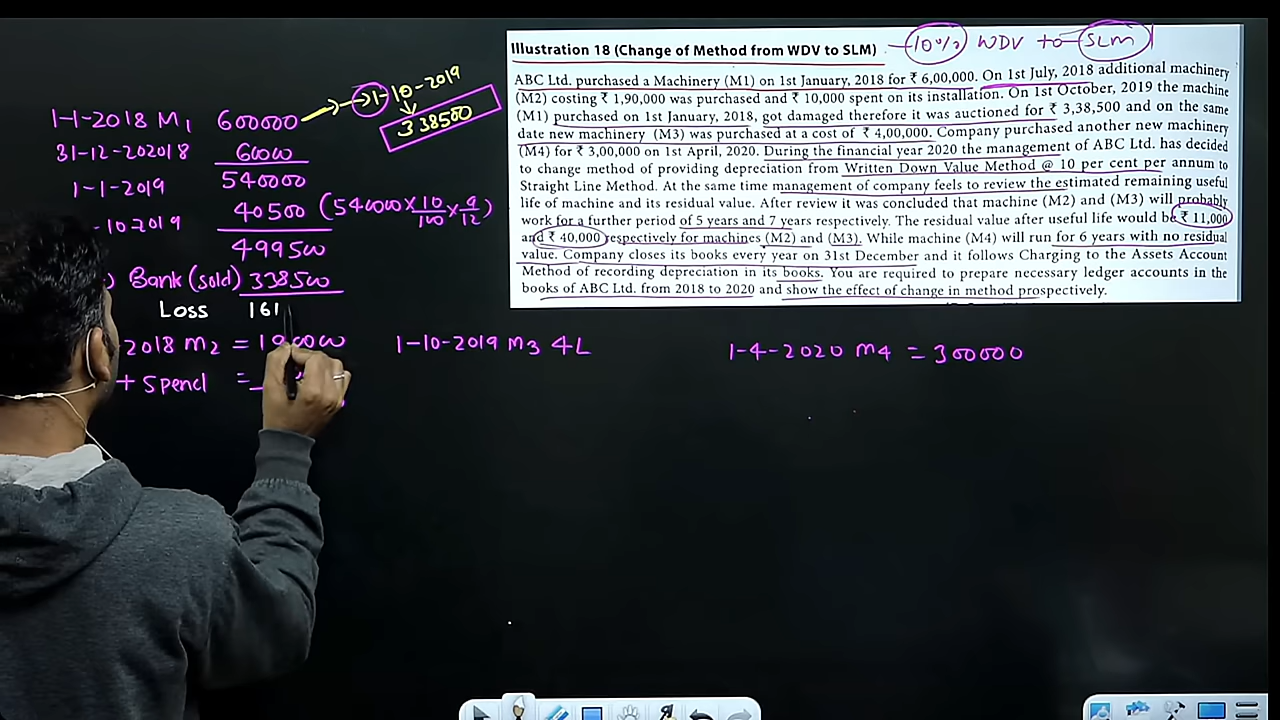 Illustration 18 (Change of Method from WDV to SLM) 10% WDV to SLM
ABC Ltd. purchased a Machinery (M1) on 1st January, 2018 for ₹ 6,00,000. On 1st July, 2018 additional machinery
(M2) costing ₹ 1,90,000 was purchased and ₹ 10,000 spent on its installation. On 1st October, 2019 the machine
(M1) purchased on 1st January, 2018, got damaged therefore it was auctioned for ₹ 3,38,500 and on the same
date new machinery (M3) was purchased at a cost of ₹ 4,00,000. Company purchased another new machinery
(M4) for ₹ 3,00,000 on 1st April, 2020. During the financial year 2020 the management of ABC Ltd. has decided
to change method of providing depreciation from Written Down Value Method @ 10 per cent per annum to
Straight Line Method. At the same time management of company feels to review the estimated remaining useful
life of machine and its residual value. After review it was concluded that machine (M2) and (M3) will probably
work for a further period of 5 years and 7 years respectively. The residual value after useful life would be ₹ 11,000
and ₹ 40,000 respectively for machines (M2) and (M3). While machine (M4) will run for 6 years with no residual
value. Company closes its books every year on 31st December and it follows Charging to the Assets Account
Method of recording depreciation in its books. You are required to prepare necessary ledger accounts in the
books of ABC Ltd. from 2018 to 2020 and show the effect of change in method prospectively.
1-1-2018 M1 600000 → 1-10-2019
338500
31-12-202018 60000
540000
1-1-2019
-10-2019 40500 (540000 × 10/100 × 9/12)
499500
Bank (sold) 338500
Loss 161
2018 M2 = 190000 1-10-2019 M3 4L 1-4-2020 M4 = 300000
+ Spend =